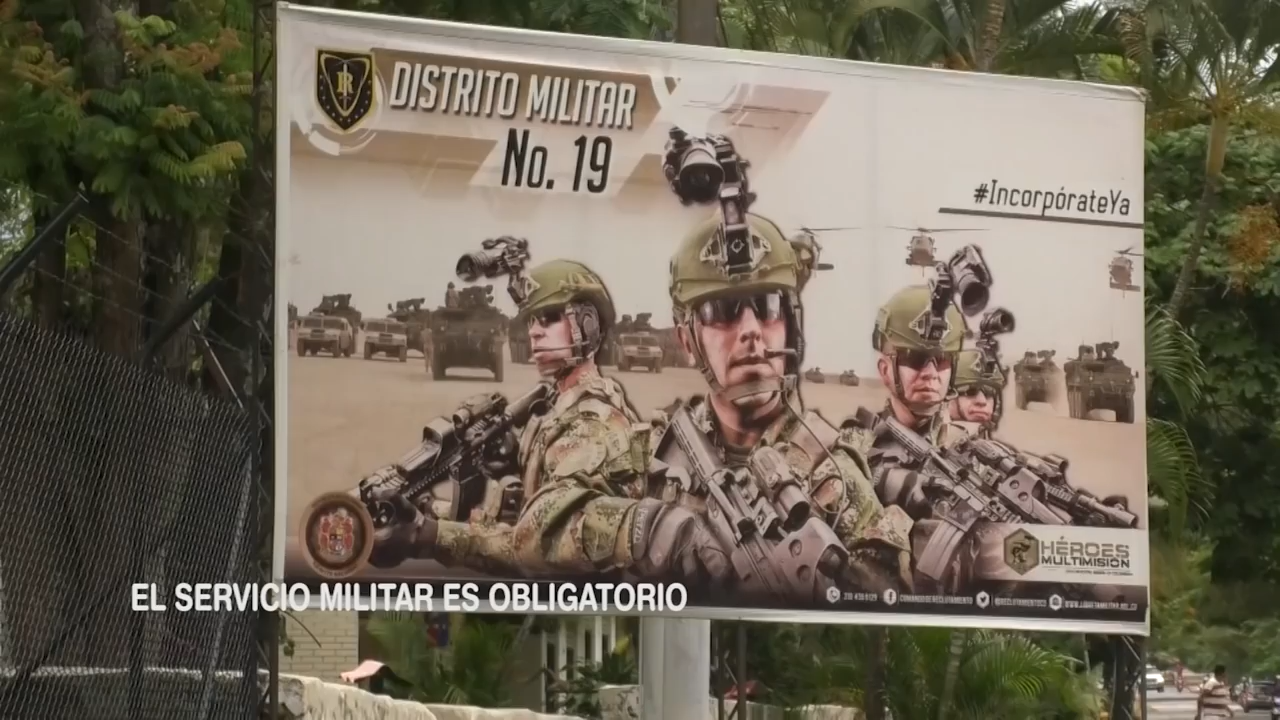 DISTRITO MILITAR
No. 19
#IncorpórateYa
HÉROES
MULTIMISIÓN
EL SERVICIO MILITAR ES OBLIGATORIO